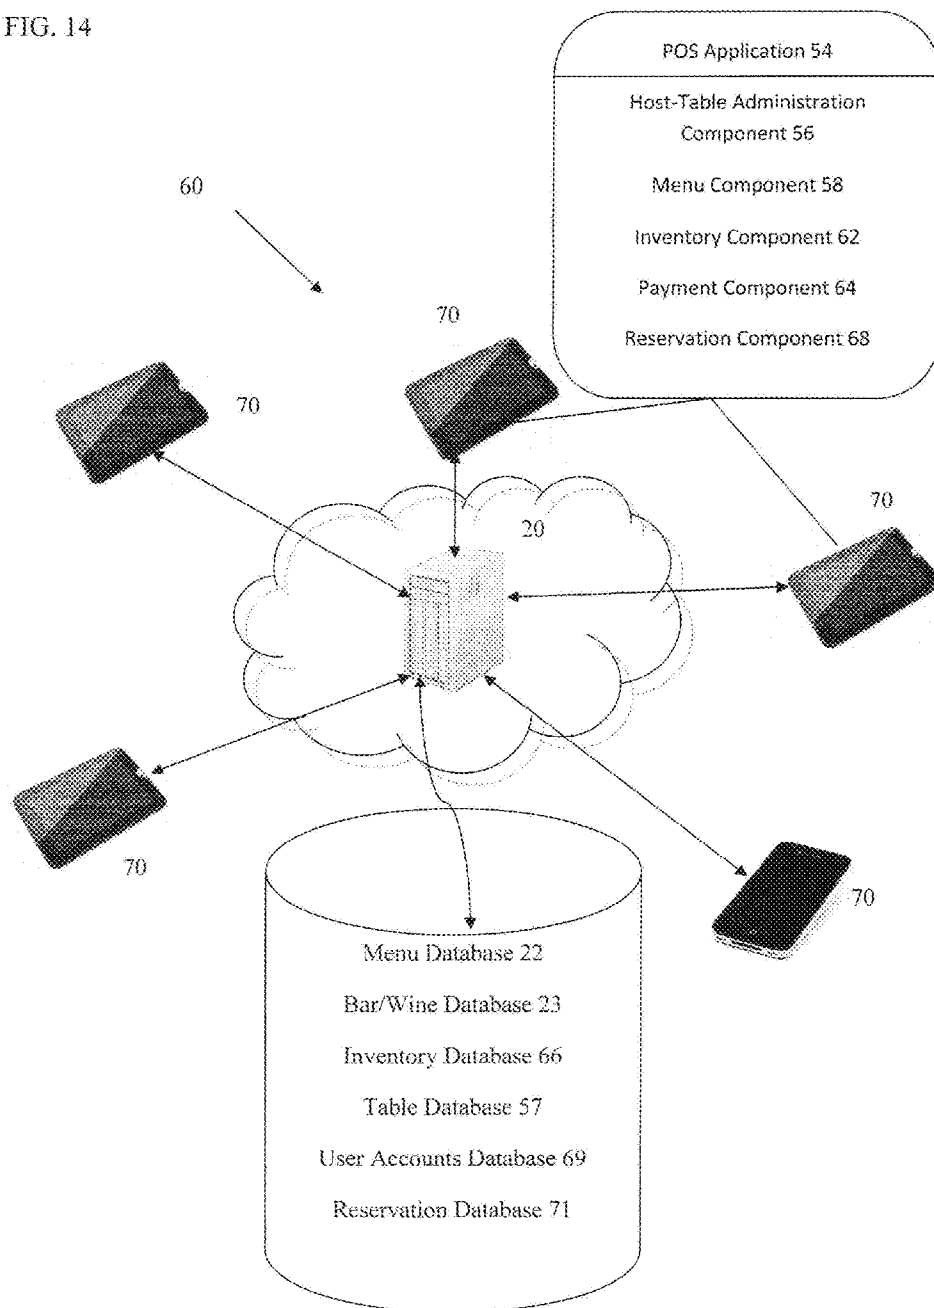 FIG. 14
POS Application 54
Host-Table Administration
Component 56
Menu Component 58
Inventory Component 62
Payment Component 64
Reservation Component 68
60
70
70
70
20
70
70
Menu Database 22
Bar/Wine Database 23
Inventory Database 66
Table Database 57
User Accounts Database 69
Reservation Database 71